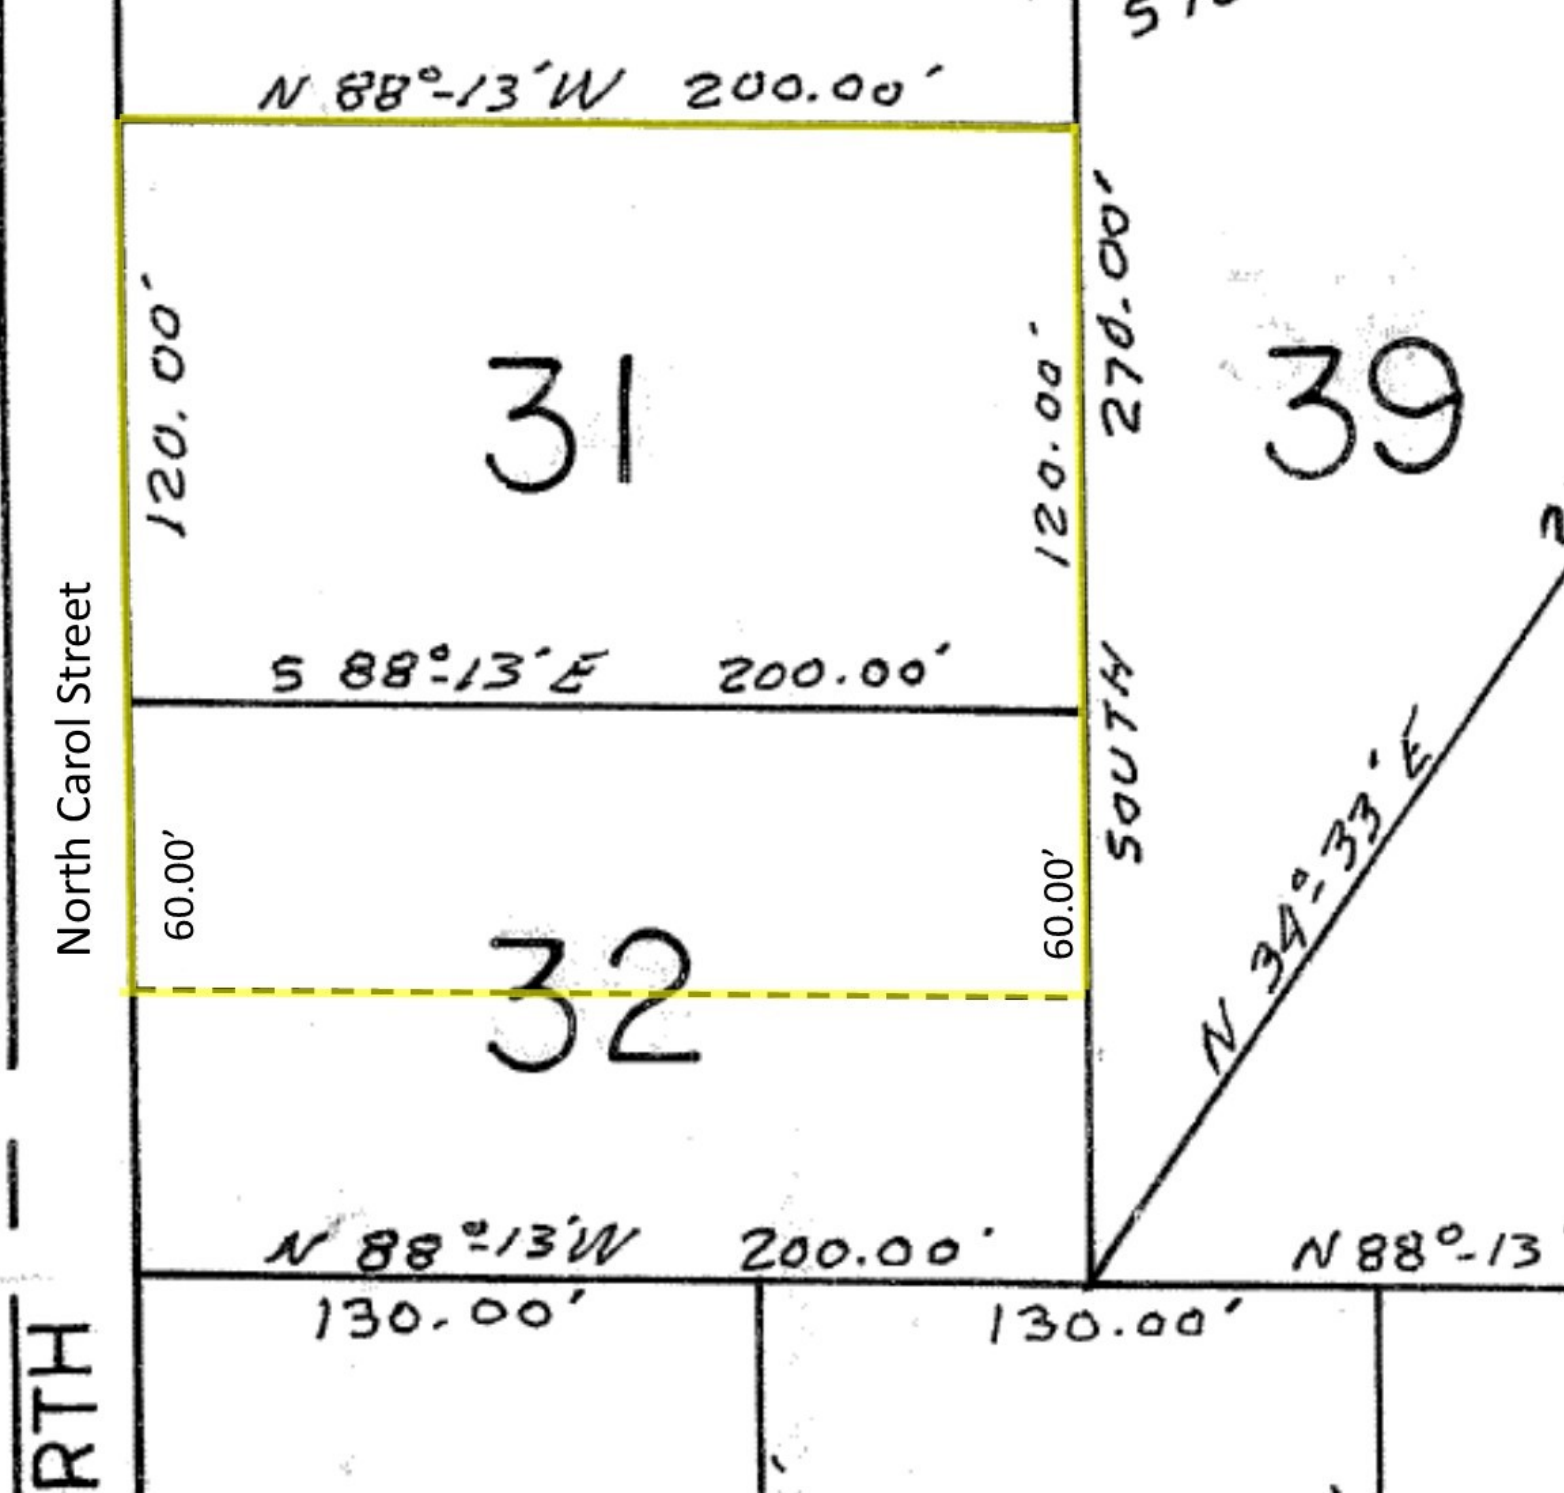 N 88°-13'W 200.00'
120.00'
31
120.00'
270.00'
39
S 88°-13'E 200.00'
North Carol Street
SOUTH
60.00'
60.00'
N 34°-33'E
32
N 88°-13'W 200.00'
N 88°-13
130.00'
130.00'
RTH